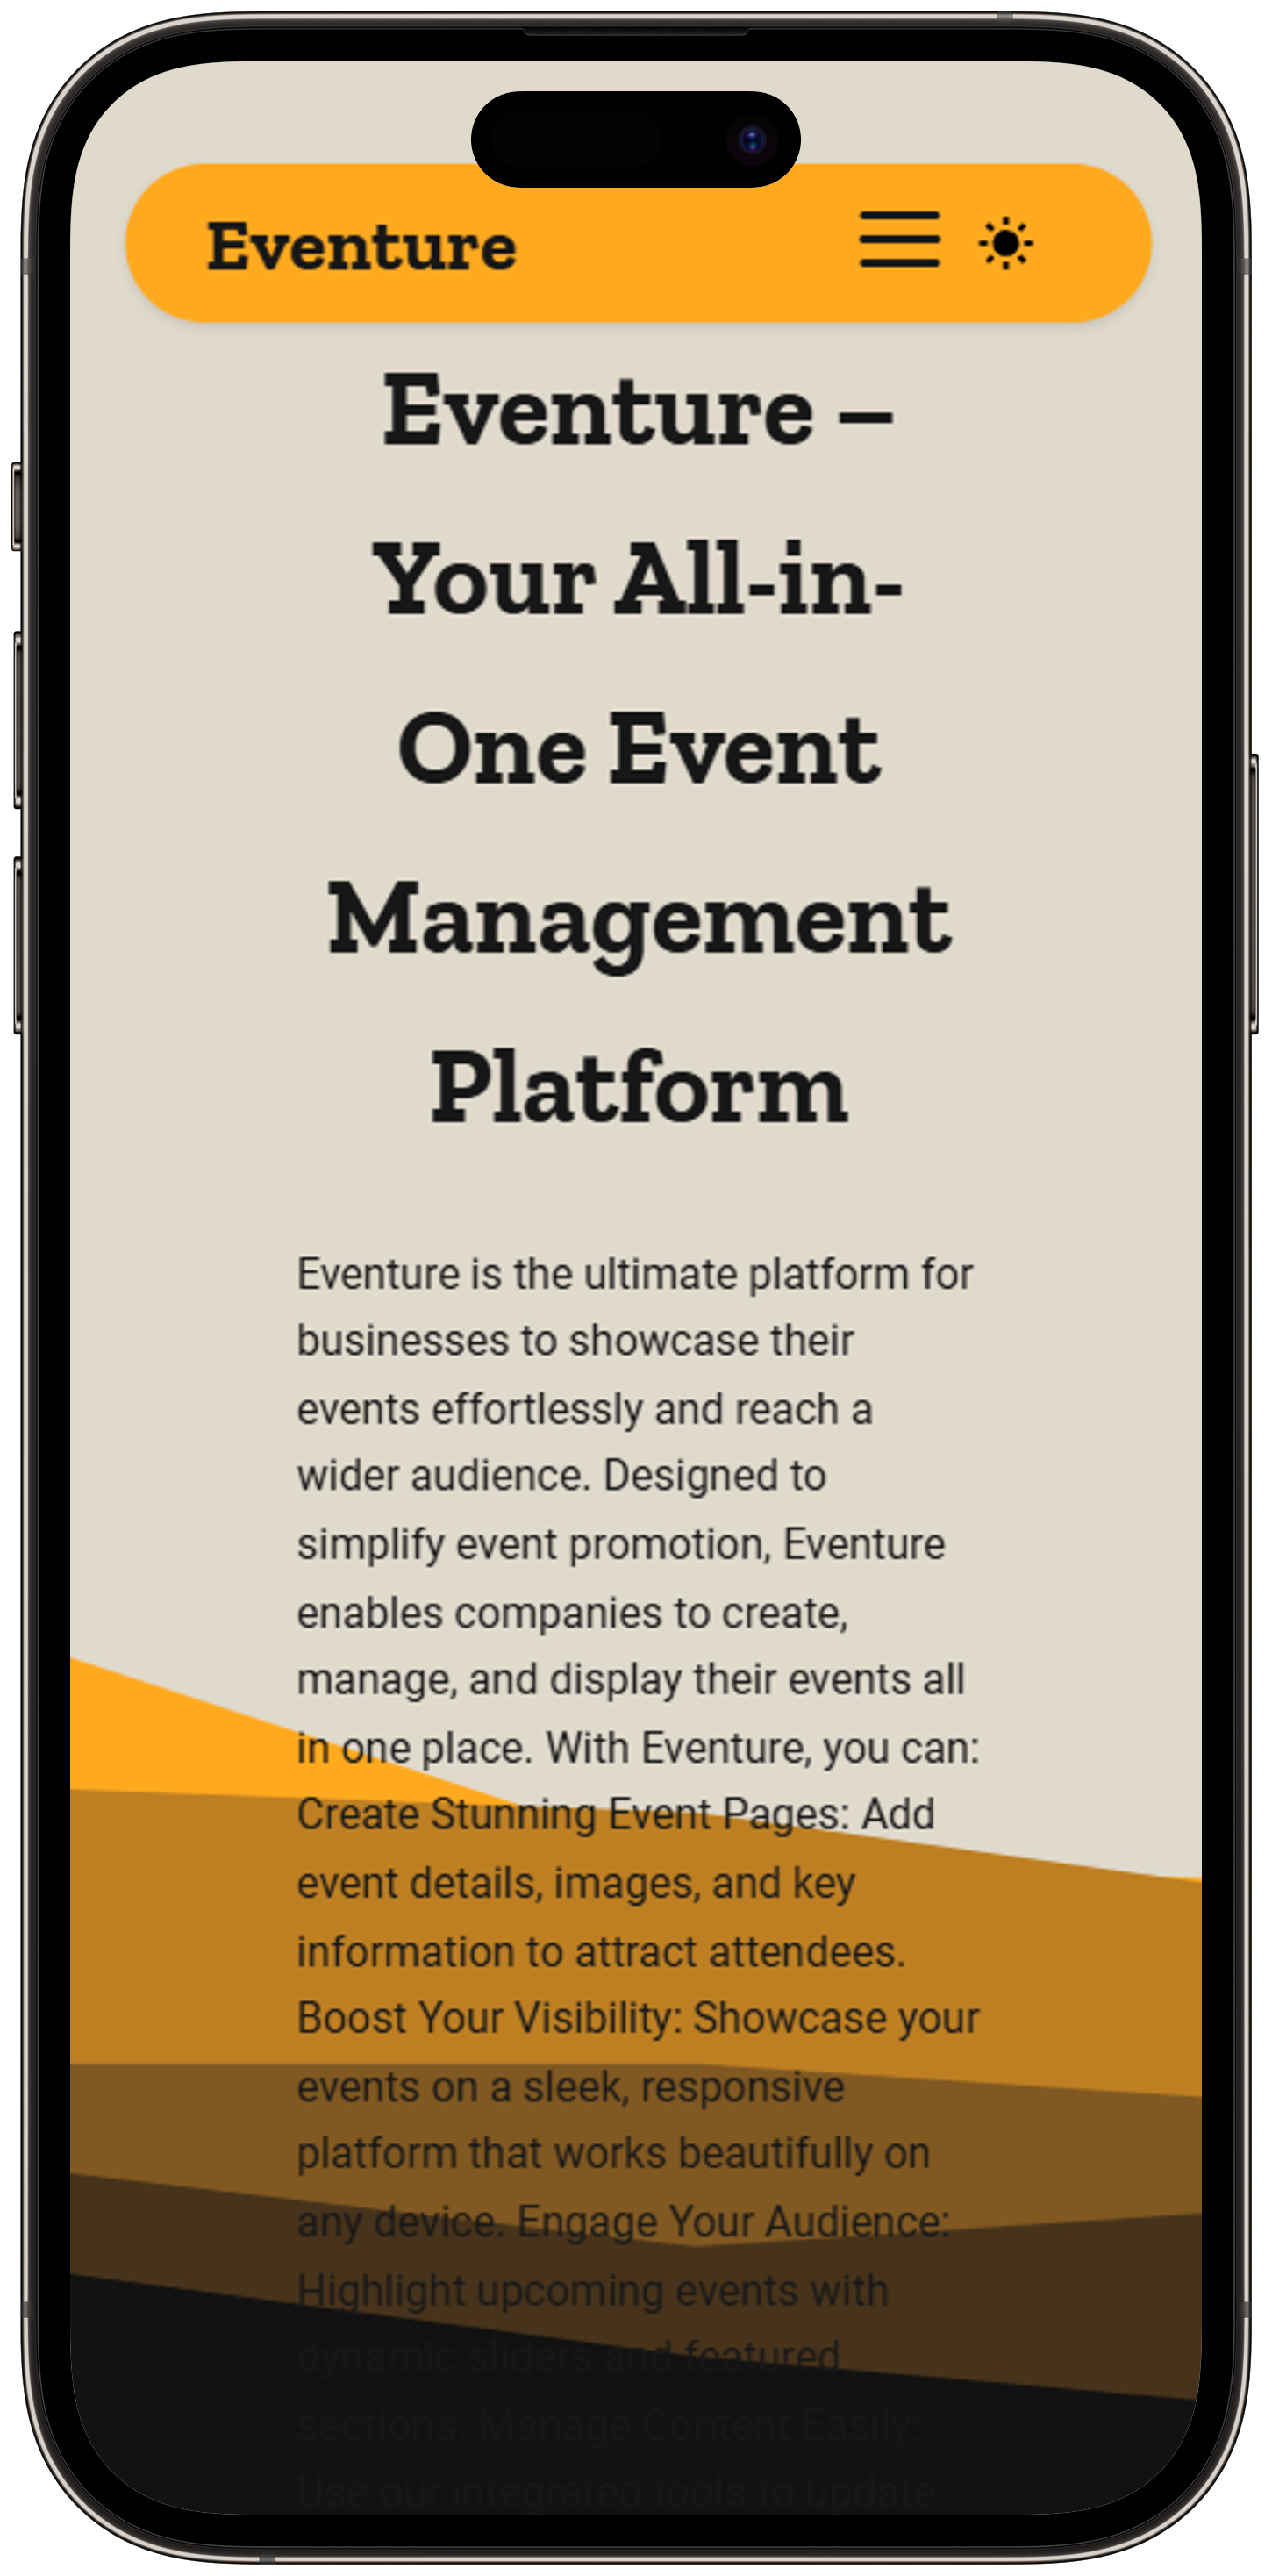 Eventure
Eventure –
Your All-in-
One Event
Management
Platform
Eventure is the ultimate platform for
businesses to showcase their
events effortlessly and reach a
wider audience. Designed to
simplify event promotion, Eventure
enables companies to create,
manage, and display their events all
in one place. With Eventure, you can:
Create Stunning Event Pages: Add
event details, images, and key
information to attract attendees.
Boost Your Visibility: Showcase your
events on a sleek, responsive
platform that works beautifully on
any device. Engage Your Audience:
Highlight upcoming events with
dynamic sliders and featured
sections. Manage Content Easily:
Use our integrated tools to update